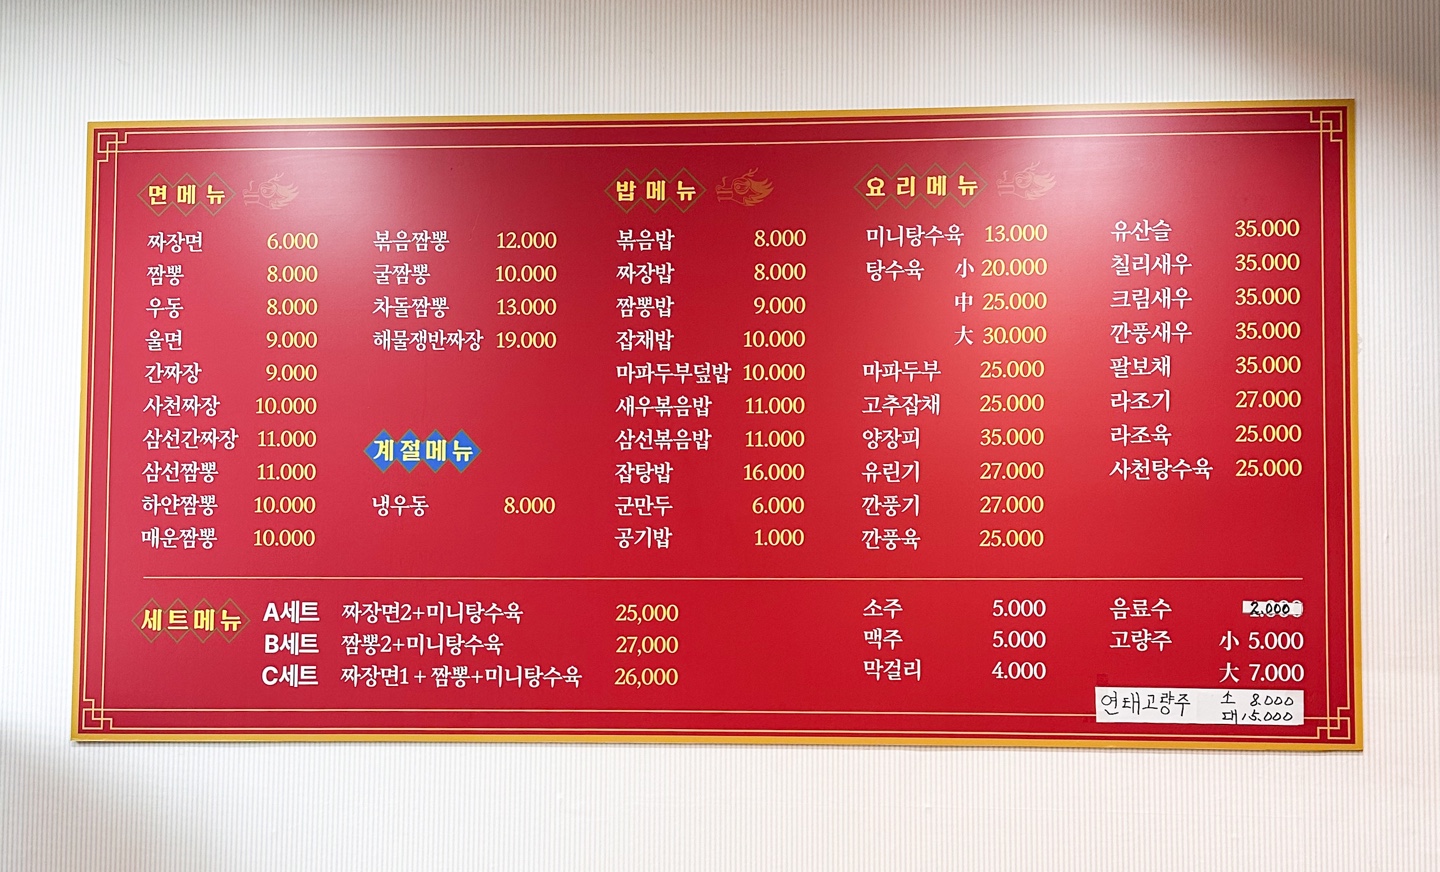 면메뉴
짜장면 6.000
짬뽕 8.000
우동 8.000
울면 9.000
간짜장 9.000
사천짜장 10.000
삼선간짜장 11.000
삼선짬뽕 11.000
하얀짬뽕 10.000
매운짬뽕 10.000
볶음짬뽕 12.000
굴짬뽕 10.000
차돌짬뽕 13.000
해물쟁반짜장 19.000
계절메뉴
냉우동 8.000
밥메뉴
볶음밥 8.000
짜장밥 8.000
짬뽕밥 9.000
잡채밥 10.000
마파두부덮밥 10.000
새우볶음밥 11.000
삼선볶음밥 11.000
잡탕밥 16.000
군만두 6.000
공기밥 1.000
요리메뉴
미니탕수육 13.000
탕수육 小 20.000
中 25.000
大 30.000
마파두부 25.000
고추잡채 25.000
양장피 35.000
유린기 27.000
깐풍기 27.000
깐풍육 25.000
유산슬 35.000
칠리새우 35.000
크림새우 35.000
깐풍새우 35.000
팔보채 35.000
라조기 27.000
라조육 25.000
사천탕수육 25.000
세트메뉴
A세트 짜장면2+미니탕수육 25,000
B세트 짬뽕2+미니탕수육 27,000
C세트 짜장면1+짬뽕+미니탕수육 26,000
소주 5.000
맥주 5.000
막걸리 4.000
음료수 2.000
고량주 小 5.000
大 7.000
연태고량주 소 8.000
대 15.000